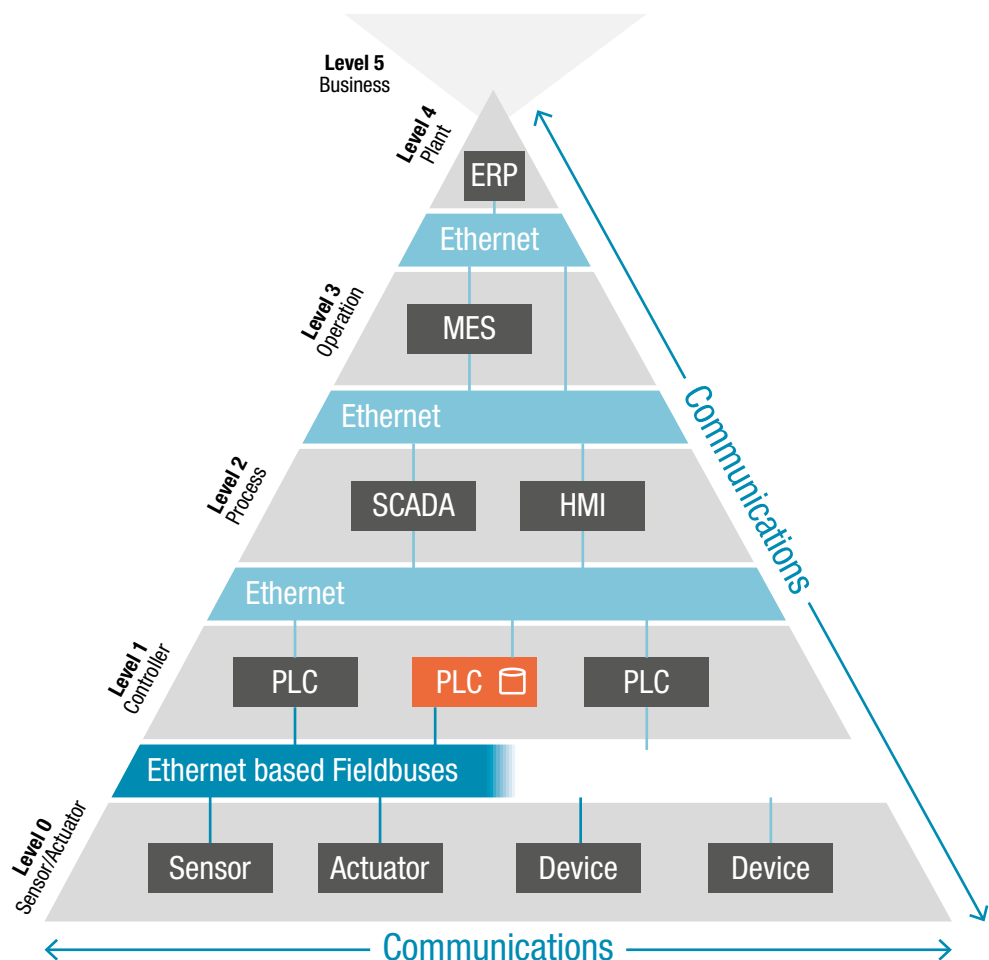 Level 5
Business
Level 4
Plant
ERP
Ethernet
Level 3
Operation
MES
Ethernet
Communications
Level 2
Process
SCADA
HMI
Ethernet
Level 1
Controller
PLC
PLC
PLC
Ethernet based Fieldbuses
Level 0
Sensor/Actuator
Sensor
Actuator
Device
Device
Communications